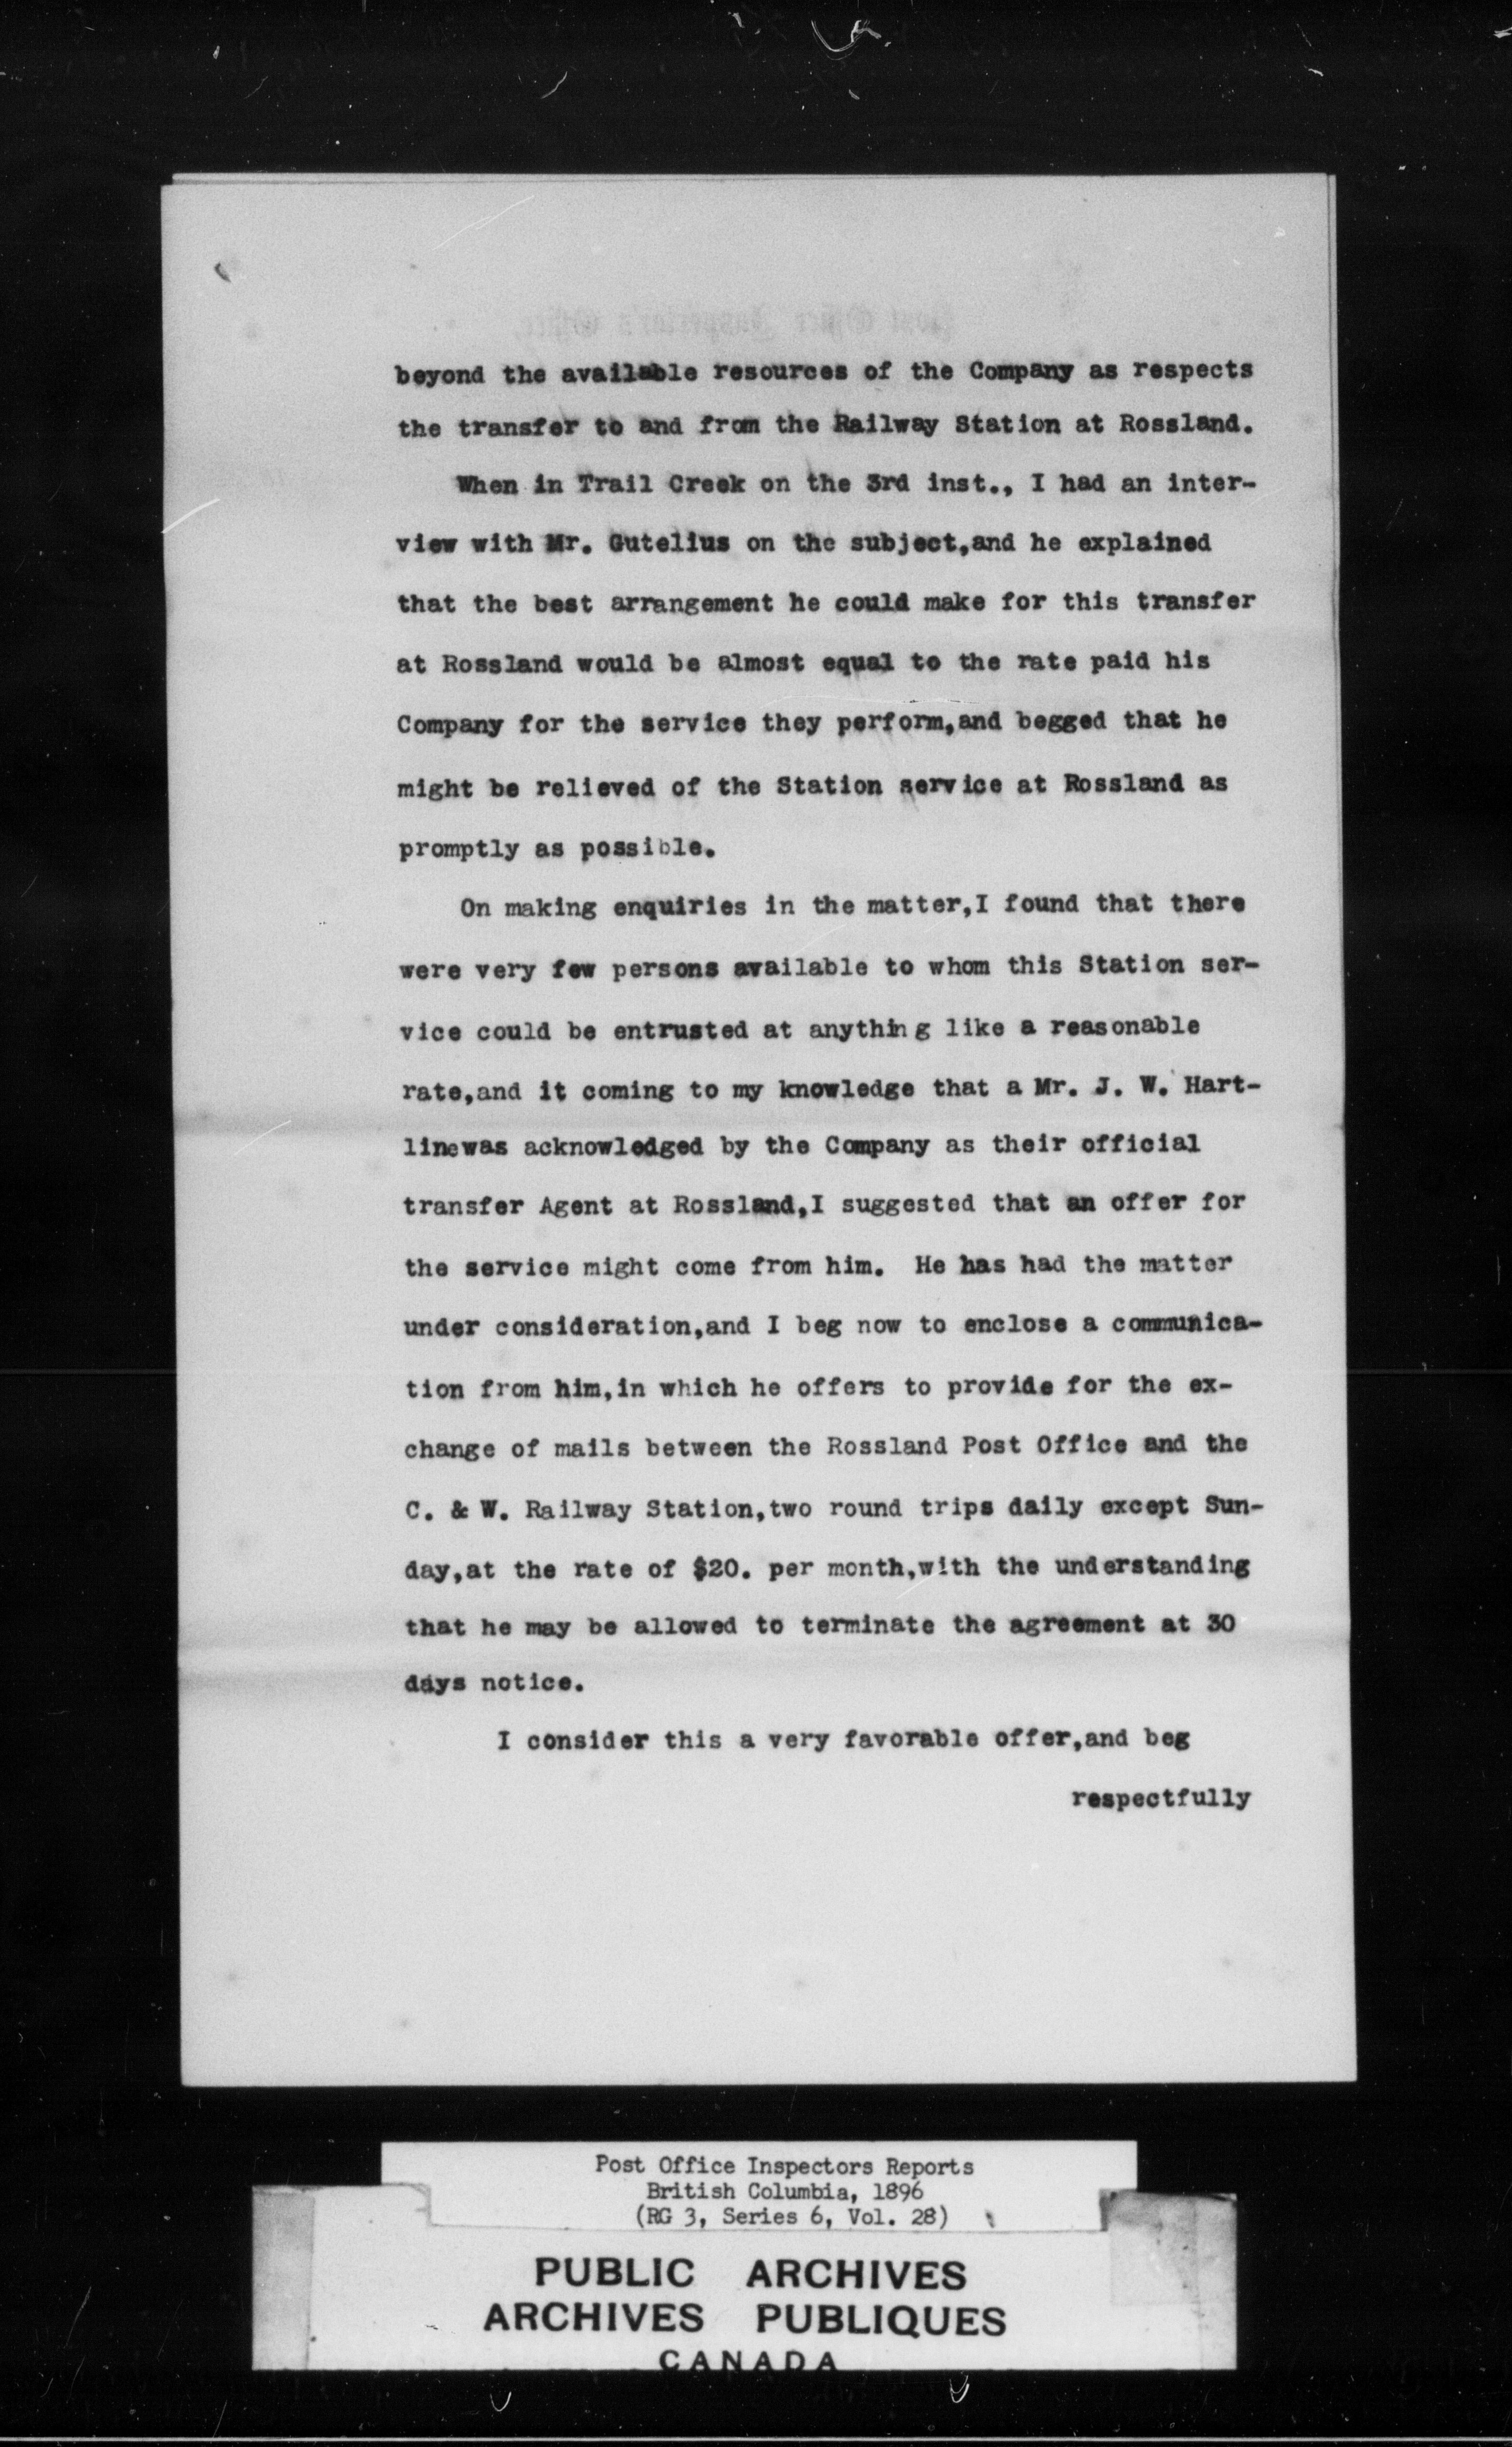 beyond the available resources of the Company as respects
the transfer to and from the Railway Station at Rossland.
When in Trail Creek on the 3rd inst., I had an inter-
view with Mr. Gutelius on the subject,and he explained
that the best arrangement he could make for this transfer
at Rossland would be almost equal to the rate paid his
Company for the service they perform,and begged that he
might be relieved of the Station service at Rossland as
promptly as possible.
On making enquiries in the matter,I found that there
were very few persons available to whom this Station ser-
vice could be entrusted at anything like a reasonable
rate,and it coming to my knowledge that a Mr. J. W. Hart-
linewas acknowledged by the Company as their official
transfer Agent at Rossland,I suggested that an offer for
the service might come from him. He has had the matter
under consideration,and I beg now to enclose a communica-
tion from him,in which he offers to provide for the ex-
change of mails between the Rossland Post Office and the
C. & W. Railway Station,two round trips daily except Sun-
day,at the rate of $20. per month,with the understanding
that he may be allowed to terminate the agreement at 30
days notice.
I consider this a very favorable offer,and beg
respectfully
Post Office Inspectors Reports
British Columbia, 1896
(RG 3, Series 6, Vol. 28)
PUBLIC ARCHIVES
ARCHIVES PUBLIQUES
CANADA